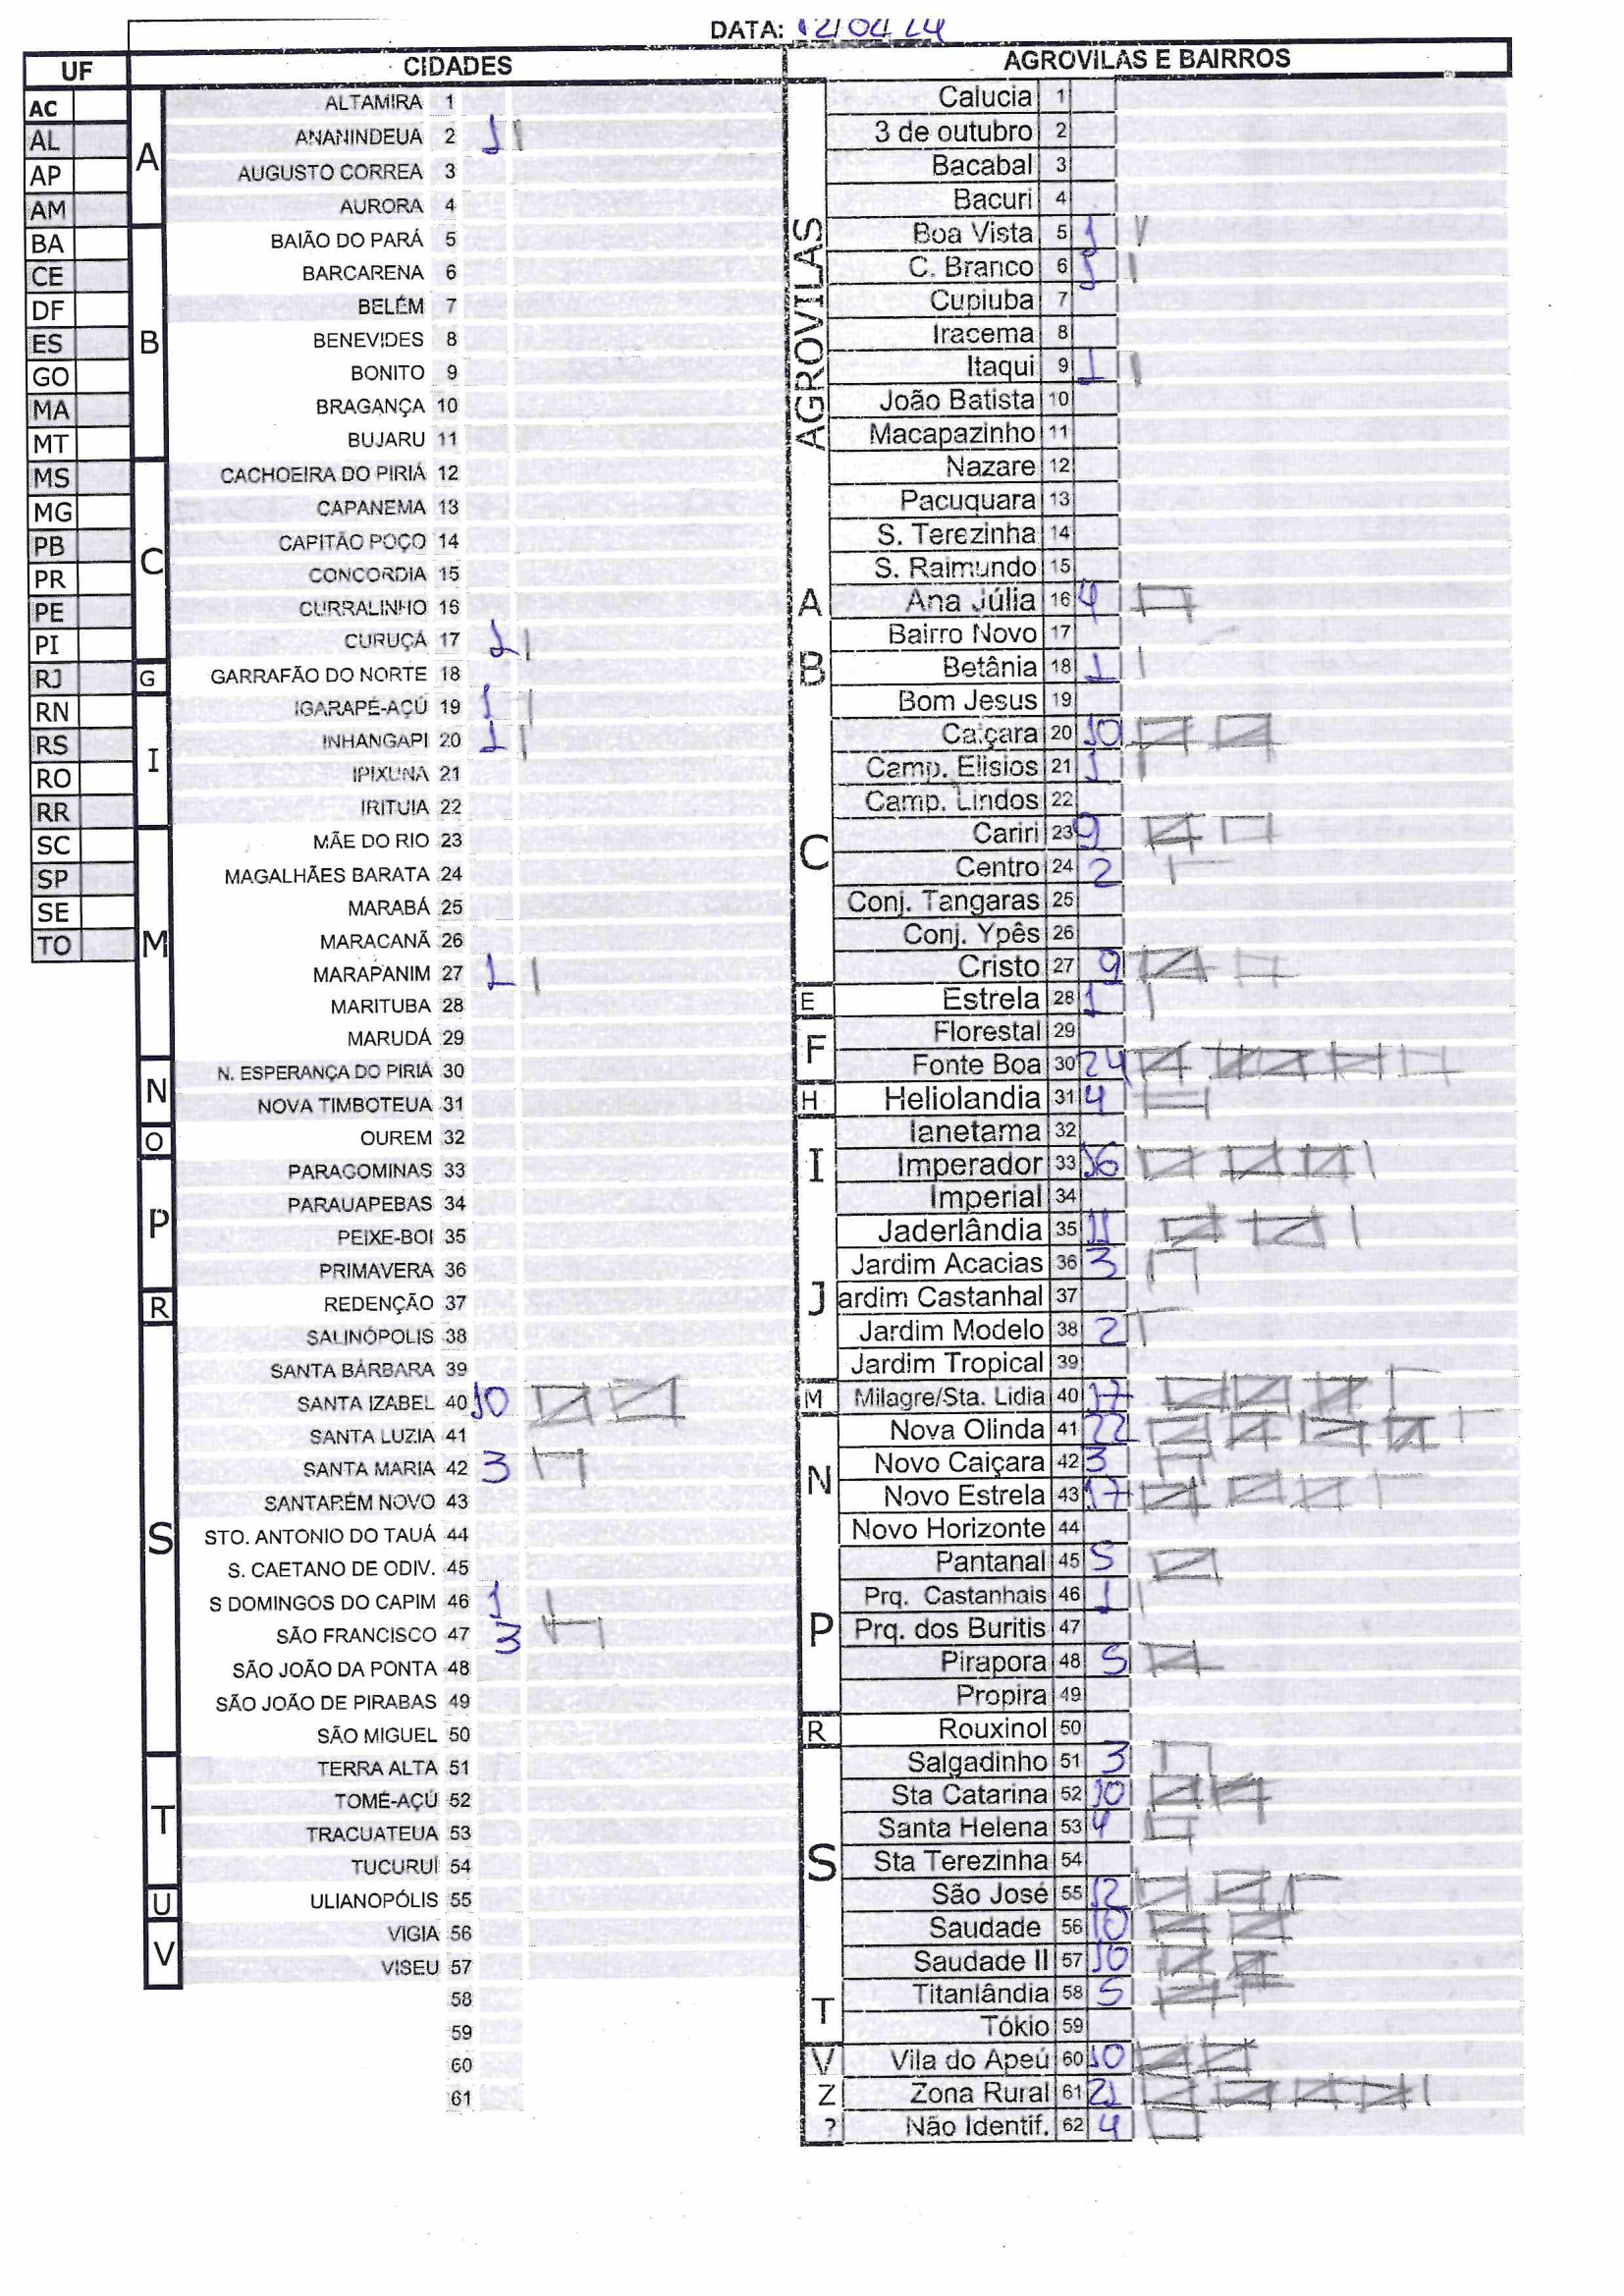 DATA: 12/04/24
UF
CIDADES
AGROVILAS E BAIRROS
AC
AL
AP
AM
BA
CE
DF
ES
GO
MA
MT
MS
MG
PB
PR
PE
PI
RJ
RN
RS
RO
RR
SC
SP
SE
TO
A
ALTAMIRA 1
ANANINDEUA 2 1
AUGUSTO CORREA 3
AURORA 4
B
BAIÃO DO PARÁ 5
BARCARENA 6
BELÉM 7
BENEVIDES 8
BONITO 9
BRAGANÇA 10
BUJARU 11
C
CACHOEIRA DO PIRIÁ 12
CAPANEMA 13
CAPITÃO POÇO 14
CONCORDIA 15
CURRALINHO 16
CURUÇÁ 17 1
G
GARRAFÃO DO NORTE 18
I
IGARAPÉ-AÇÚ 19 1
INHANGAPI 20 1
IPIXUNA 21
IRITUIA 22
M
MÃE DO RIO 23
MAGALHÃES BARATA 24
MARABÁ 25
MARACANÃ 26
MARAPANIM 27 1
MARITUBA 28
MARUDÁ 29
N
N. ESPERANÇA DO PIRIÁ 30
NOVA TIMBOTEUA 31
O
OUREM 32
P
PARAGOMINAS 33
PARAUAPEBAS 34
PEIXE-BOI 35
PRIMAVERA 36
R
REDENÇÃO 37
S
SALINÓPOLIS 38
SANTA BÁRBARA 39
SANTA IZABEL 40 10
SANTA LUZIA 41
SANTA MARIA 42 3
SANTARÉM NOVO 43
STO. ANTONIO DO TAUÁ 44
S. CAETANO DE ODIV. 45
S DOMINGOS DO CAPIM 46 1
SÃO FRANCISCO 47 3
SÃO JOÃO DA PONTA 48
SÃO JOÃO DE PIRABAS 49
SÃO MIGUEL 50
T
TERRA ALTA 51
TOMÉ-AÇÚ 52
TRACUATEUA 53
TUCURUÍ 54
U
ULIANOPÓLIS 55
V
VIGIA 56
VISEU 57
58
59
60
61
AGROVILAS
Calucia 1
3 de outubro 2
Bacabal 3
Bacuri 4
Boa Vista 5 1
C. Branco 6 1
Cupiuba 7
Iracema 8
Itaqui 9 1
João Batista 10
Macapazinho 11
Nazare 12
Pacuquara 13
S. Terezinha 14
S. Raimundo 15
A
Ana Júlia 16 4
B
Bairro Novo 17
Betânia 18 1
Bom Jesus 19
C
Caiçara 20 10
Camp. Elisios 21 1
Camp. Lindos 22
Cariri 23 9
Centro 24 2
Conj. Tangaras 25
Conj. Ypês 26
Cristo 27 9
E
Estrela 28 1
F
Florestal 29
Fonte Boa 30 24
H
Heliolandia 31 4
I
Ianetama 32
Imperador 33 16
Imperial 34
J
Jaderlândia 35 11
Jardim Acacias 36 3
ardim Castanhal 37
Jardim Modelo 38 2
Jardim Tropical 39
M
Milagre/Sta. Lidia 40 17
N
Nova Olinda 41 22
Novo Caiçara 42 3
Novo Estrela 43 17
Novo Horizonte 44
P
Pantanal 45 5
Prq. Castanhais 46 1
Prq. dos Buritis 47
Pirapora 48 5
Propira 49
R
Rouxinol 50
S
Salgadinho 51 3
Sta Catarina 52 10
Santa Helena 53 4
Sta Terezinha 54
São José 55 12
Saudade 56 10
Saudade II 57 10
T
Titanlândia 58 5
Tókio 59
V
Vila do Apeú 60 10
Z
Zona Rural 61 21
?
Não Identif. 62 4